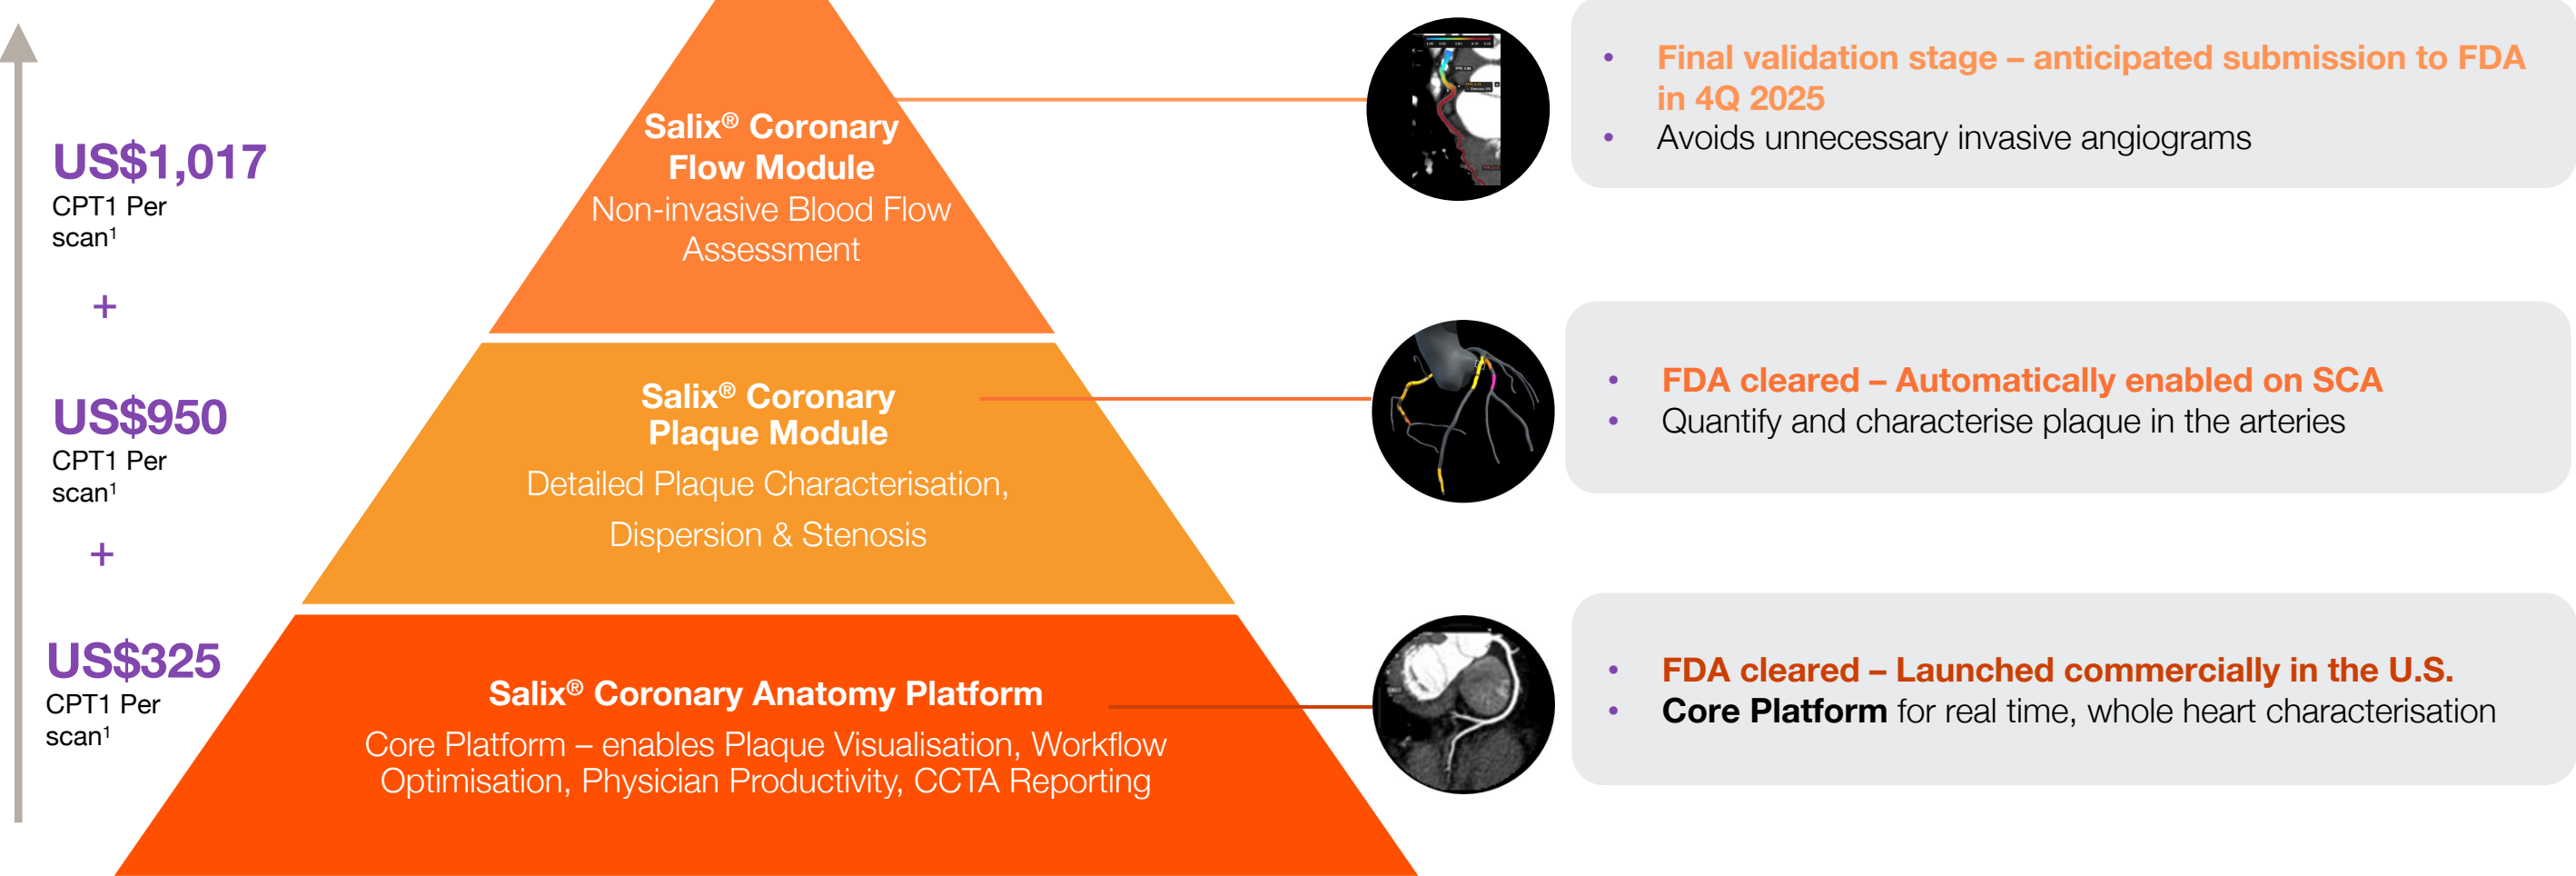 US$1,017
CPT1 Per
scan¹
+
US$950
CPT1 Per
scan¹
+
US$325
CPT1 Per
scan¹
Salix® Coronary
Flow Module
Non-invasive Blood Flow
Assessment
Salix® Coronary
Plaque Module
Detailed Plaque Characterisation,
Dispersion & Stenosis
Salix® Coronary Anatomy Platform
Core Platform – enables Plaque Visualisation, Workflow
Optimisation, Physician Productivity, CCTA Reporting
• Final validation stage – anticipated submission to FDA
in 4Q 2025
• Avoids unnecessary invasive angiograms
• FDA cleared – Automatically enabled on SCA
• Quantify and characterise plaque in the arteries
• FDA cleared – Launched commercially in the U.S.
• Core Platform for real time, whole heart characterisation